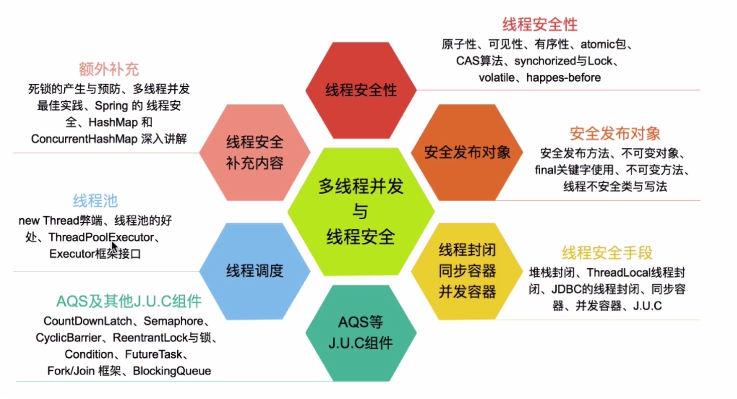 线程安全性
原子性、可见性、有序性、atomic包、
CAS算法、synchorized与Lock、
volatile、happes-before
额外补充
死锁的产生与预防、多线程并发
最佳实践、Spring 的 线程安
全、HashMap 和
ConcurrentHashMap 深入讲解
线程安全性
线程安全
补充内容
安全发布对象
安全发布对象
安全发布方法、不可变对象、
final关键字使用、不可变方法、
线程不安全类与写法
多线程并发
与
线程安全
线程池
new Thread弊端、线程池的好
处、ThreadPoolExecutor、
Executor框架接口
线程调度
线程封闭
同步容器
并发容器
线程安全手段
堆栈封闭、ThreadLocal线程封
闭、JDBC的线程封闭、同步容
器、并发容器、J.U.C
AQS及其他J.U.C组件
CountDownLatch、Semaphore、
CyclicBarrier、ReentrantLock与锁、
Condition、FutureTask、
Fork/Join 框架、BlockingQueue
AQS等
J.U.C组件